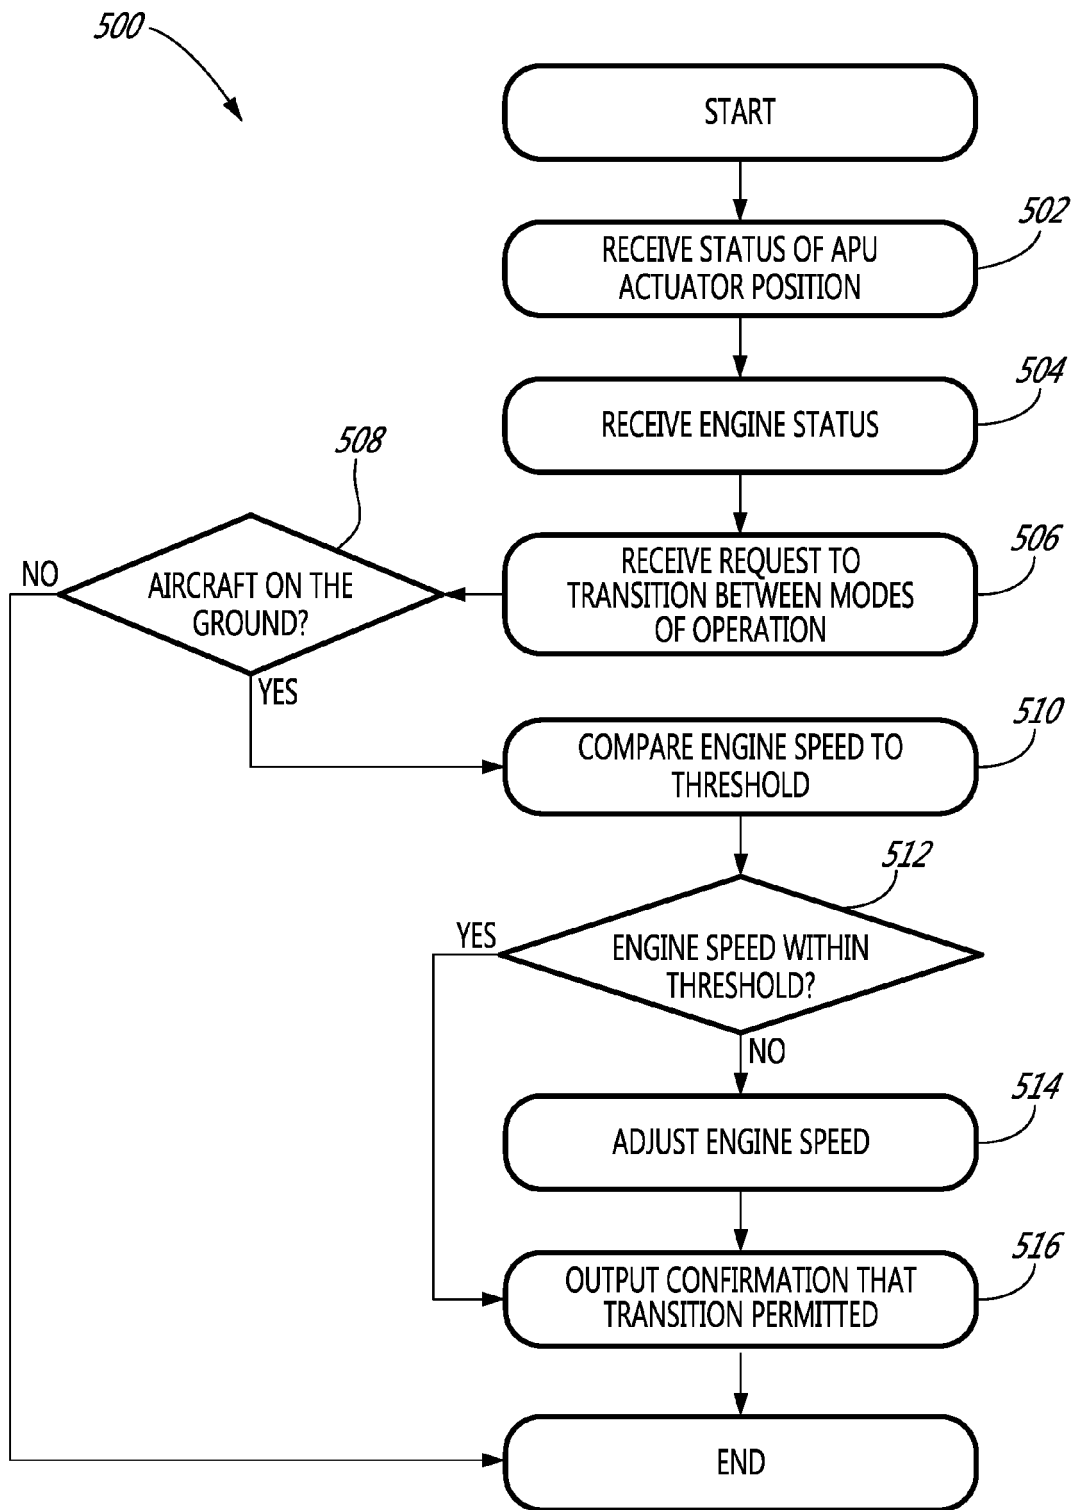 500
START
502
RECEIVE STATUS OF APU
ACTUATOR POSITION
504
RECEIVE ENGINE STATUS
506
RECEIVE REQUEST TO
TRANSITION BETWEEN MODES
OF OPERATION
508
AIRCRAFT ON THE
GROUND?
NO
YES
510
COMPARE ENGINE SPEED TO
THRESHOLD
512
ENGINE SPEED WITHIN
THRESHOLD?
YES
NO
514
ADJUST ENGINE SPEED
516
OUTPUT CONFIRMATION THAT
TRANSITION PERMITTED
END